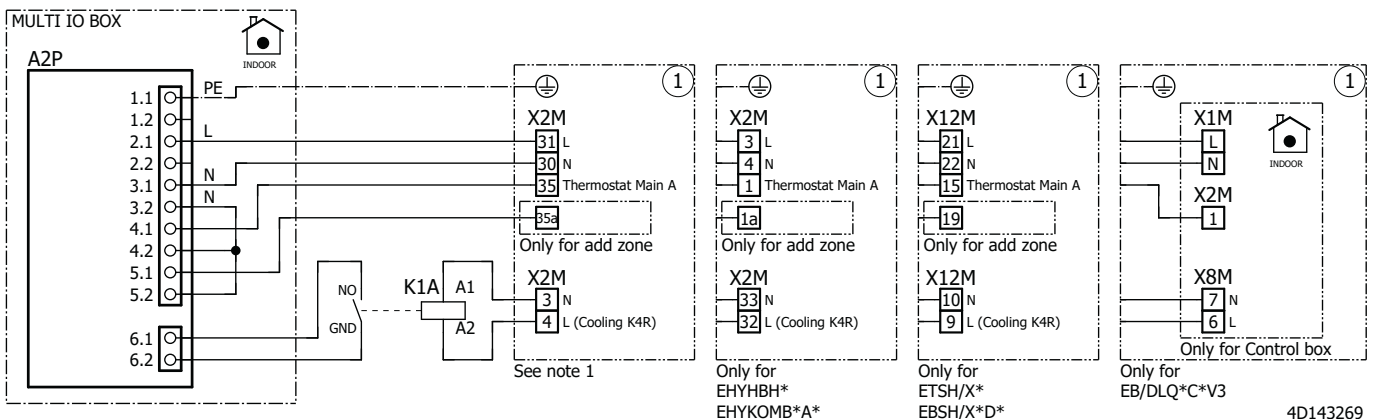 MULTI IO BOX
INDOOR
A2P
1.1
1.2
2.1
2.2
3.1
3.2
4.1
4.2
5.1
5.2
6.1
6.2
PE
L
N
N
NO
GND
K1A
A1
A2
1
X2M
31 L
30 N
35 Thermostat Main A
35a
Only for add zone
X2M
3 N
4 L (Cooling K4R)
See note 1
1
X2M
3 L
4 N
1 Thermostat Main A
1a
Only for add zone
X2M
33 N
32 L (Cooling K4R)
Only for
EHYHBH*
EHYKOMB*A*
1
X12M
21 L
22 N
15 Thermostat Main A
19
Only for add zone
X12M
10 N
9 L (Cooling K4R)
Only for
ETSH/X*
EBSH/X*D*
1
X1M
L
N
INDOOR
X2M
1
X8M
7 N
6 L
Only for Control box
Only for
EB/DLQ*C*V3
4D143269